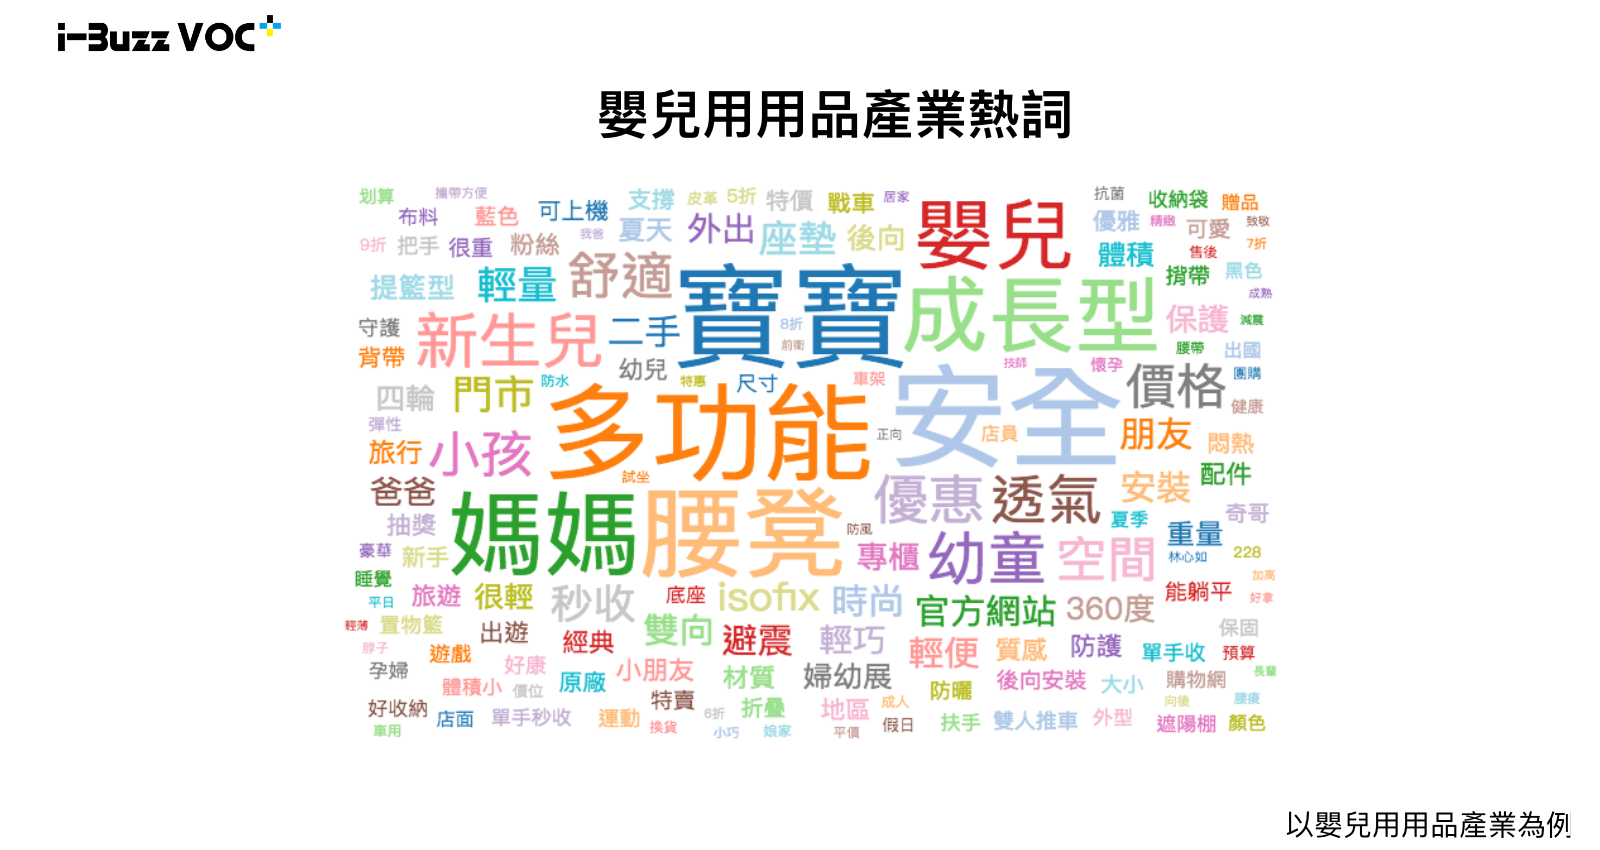 i-Buzz VOC+
嬰兒用用品產業熱詞
划算 攜帶方便 支撐 皮革 5折 特價 戰車 居家 抗菌 收納袋 贈品
布料 藍色 可上機 我爸 夏天 外出 座墊 後向 嬰兒 優雅 精緻 可愛 致敬
9折 把手 很重 粉絲 體積 售後 7折
提籃型 輕量 舒適 寶寶 成長型 揹帶 黑色 成熟
守護 新生兒 二手 8折 保護 減震
背帶 幼兒 前衛 技師 懷孕 腰帶 出國
四輪 門市 防水 特惠 尺寸 車架 安全 價格 團購 健康
彈性 多功能 正向 店員 朋友 悶熱
旅行 小孩 試坐 配件
爸爸 媽媽 腰凳 優惠 透氣 安裝
抽獎 防風 夏季 重量 奇哥
豪華 新手 專櫃 幼童 空間 林心如 228
睡覺 旅遊 很輕 秒收 底座 isofix 時尚 官方網站 360度 能躺平 加高
平日 好拿
輕薄 置物籃 出遊 經典 雙向 避震 輕巧 輕便 質感 防護 單手收 保固 預算
脖子 遊戲
孕婦 好康 原廠 小朋友 材質 婦幼展 防曬 後向安裝 大小 購物網 長輩
體積小 價位 特賣 成人 向後 腰痠
好收納 店面 單手秒收 運動 換貨 6折 折疊 地區 假日 扶手 雙人推車 外型 遮陽棚 顏色
車用 小巧 娘家 平價
以嬰兒用用品產業為例